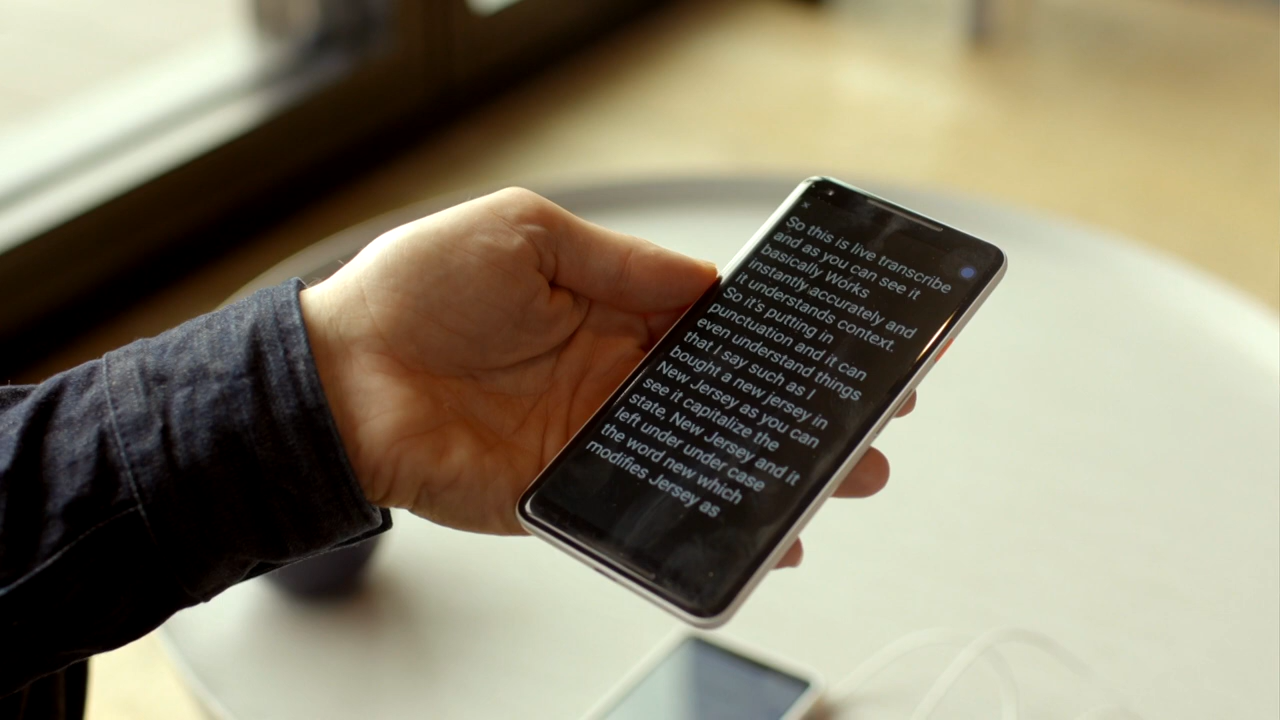 So this is live transcribe
and as you can see it
basically Works
instantly,accurately and
it understands context.
So it's putting in
punctuation and it can
even understand things
that I say such as I
bought a new jersey in
New Jersey as you can
see it capitalize the
state, New Jersey and it
left under under case
the word new which
modifies Jersey as